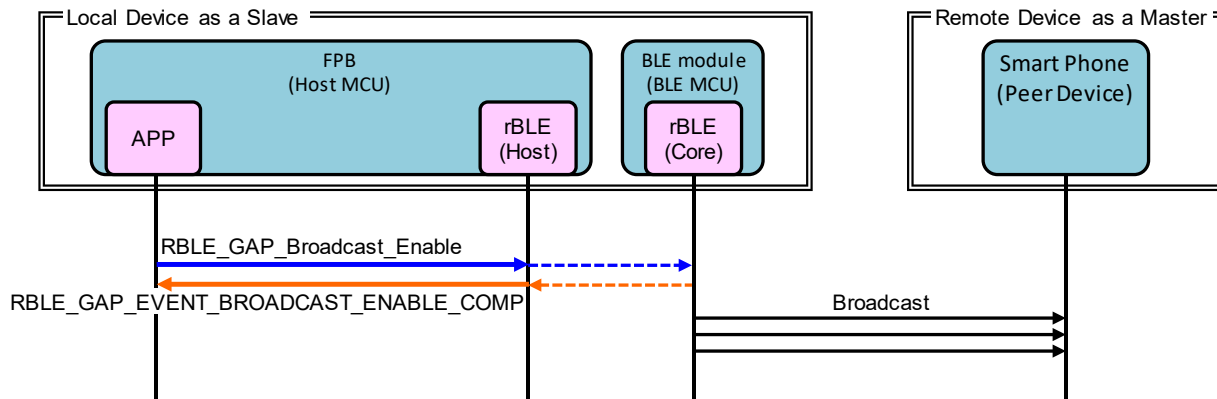 Local Device as a Slave
Remote Device as a Master
FPB
(Host MCU)
BLE module
(BLE MCU)
Smart Phone
(Peer Device)
APP
rBLE
(Host)
rBLE
(Core)
RBLE_GAP_Broadcast_Enable
RBLE_GAP_EVENT_BROADCAST_ENABLE_COMP
Broadcast